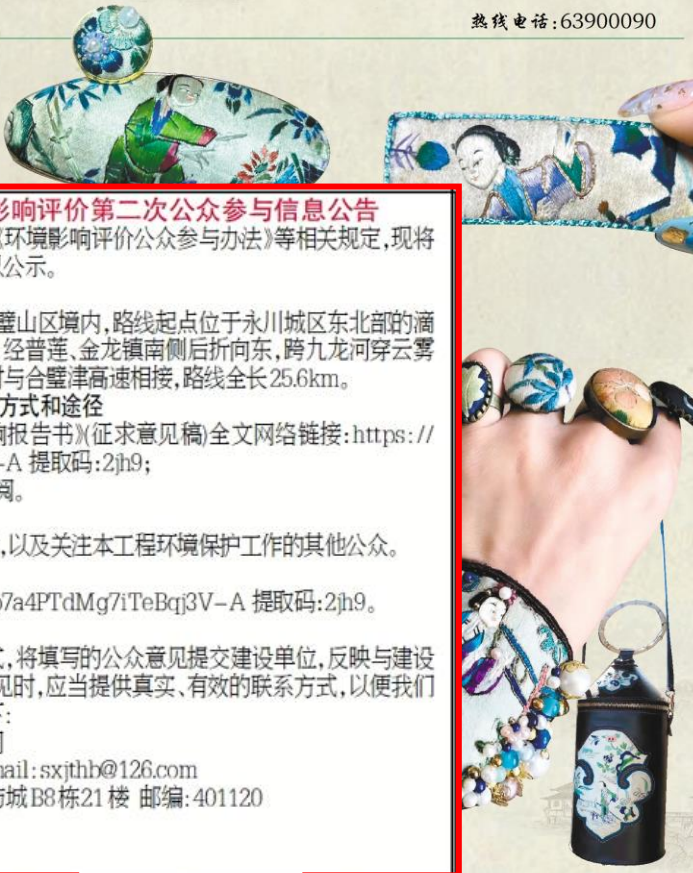 热线电话:63900090
影响评价第二次公众参与信息公告
《环境影响评价公众参与办法》等相关规定,现将
公示。
璧山区境内,路线起点位于永川城区东北部的滴
经普莲、金龙镇南侧后折向东,跨九龙河穿云雾
与合璧津高速相接,路线全长25.6km。
方式和途径
响报告书》(征求意见稿)全文网络链接:https://
-A 提取码:2jh9;
阅。
,以及关注本工程环境保护工作的其他公众。
7a4PTdMg7iTeBqj3V-A 提取码:2jh9。
,将填写的公众意见提交建设单位,反映与建设
见时,应当提供真实、有效的联系方式,以便我们
:
ail:sxjthb@126.com
城B8栋21楼 邮编:401120